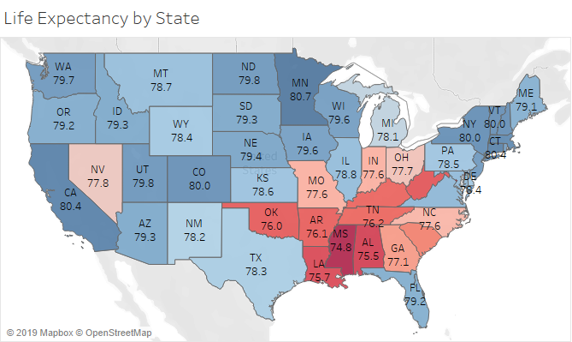 Life Expectancy by State
WA
79.7
MT
78.7
ND
79.8
MN
80.7
ME
79.1
OR
79.2
ID
79.3
WY
78.4
SD
79.3
WI
79.6
MI
78.1
NY
80.0
VT
80.0
CT
80.4
NV
77.8
UT
79.8
CO
80.0
NE
79.4
IA
79.6
IL
78.8
IN
77.6
OH
77.7
PA
78.5
DE
78.4
CA
80.4
KS
78.6
MO
77.6
AZ
79.3
NM
78.2
OK
76.0
AR
76.1
TN
76.2
NC
77.6
TX
78.3
LA
75.7
MS
74.8
AL
75.5
GA
77.1
FL
79.2
© 2019 Mapbox © OpenStreetMap